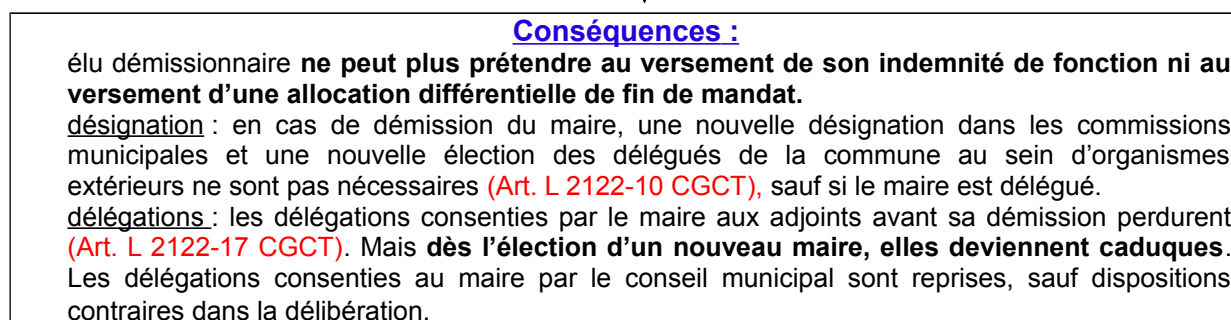 Conséquences :
élu démissionnaire ne peut plus prétendre au versement de son indemnité de fonction ni au
versement d’une allocation différentielle de fin de mandat.
désignation : en cas de démission du maire, une nouvelle désignation dans les commissions
municipales et une nouvelle élection des délégués de la commune au sein d’organismes
extérieurs ne sont pas nécessaires (Art. L 2122-10 CGCT), sauf si le maire est délégué.
délégations : les délégations consenties par le maire aux adjoints avant sa démission perdurent
(Art. L 2122-17 CGCT). Mais dès l’élection d’un nouveau maire, elles deviennent caduques.
Les délégations consenties au maire par le conseil municipal sont reprises, sauf dispositions
contraires dans la délibération.